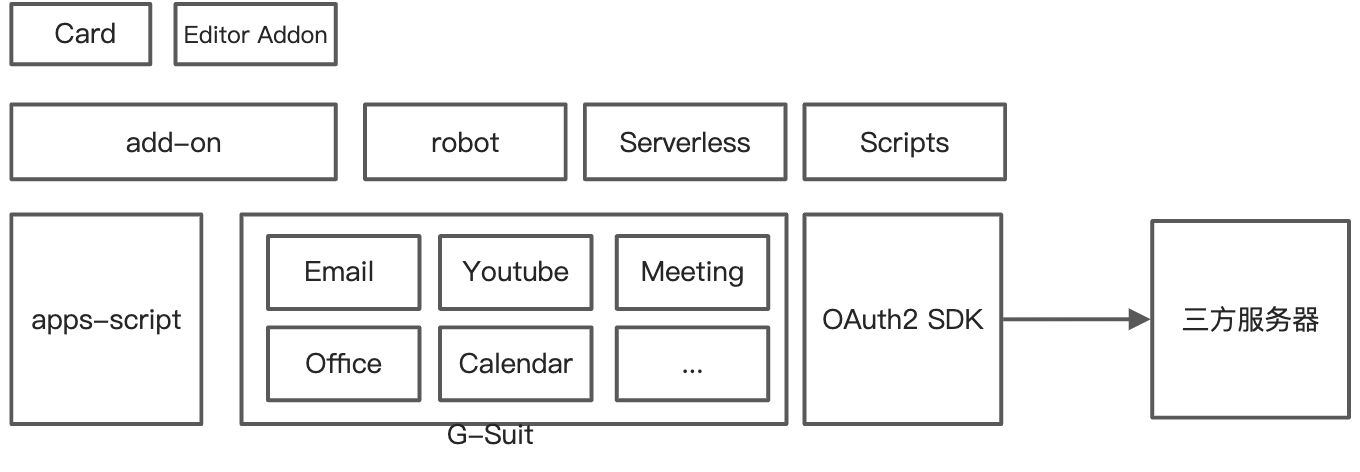 Card
Editor Addon
add-on
robot
Serverless
Scripts
apps-script
Email
Youtube
Meeting
Office
Calendar
...
G-Suit
OAuth2 SDK
三方服务器